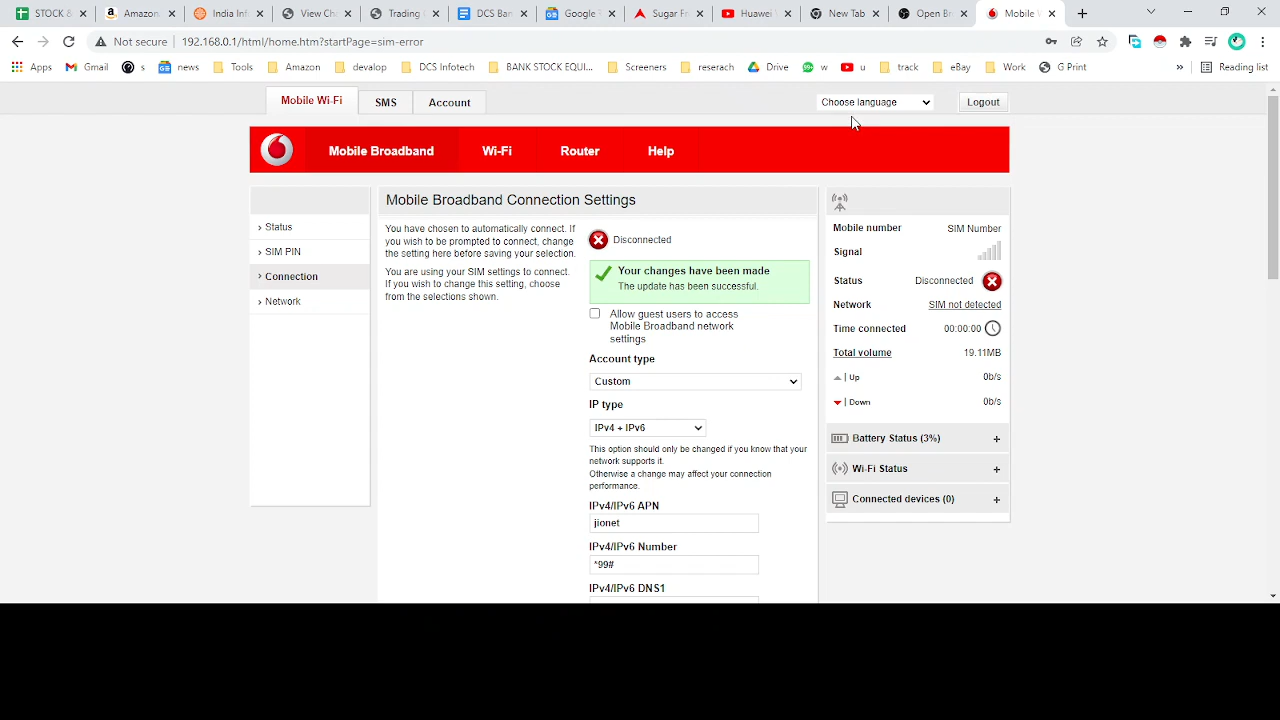 STOCK &
Amazon
India Inf
View Cha
Trading
DCS Ban
Google S
Sugar Fa
Huawei V
New Tab
Open Br
Mobile W
Not secure
192.168.0.1/html/home.htm?startPage=sim-error
Apps
Gmail
s
news
Tools
Amazon
devalop
DCS Infotech
BANK STOCK EQUI...
Screeners
reserach
Drive
w
u
track
eBay
Work
G Print
»
Reading list
Mobile Wi-Fi
SMS
Account
Choose language
Logout
Mobile Broadband
Wi-Fi
Router
Help
Status
SIM PIN
Connection
Network
Mobile Broadband Connection Settings
You have chosen to automatically connect. If
you wish to be prompted to connect, change
the setting here before saving your selection.
You are using your SIM settings to connect.
If you wish to change this setting, choose
from the selections shown.
Disconnected
Your changes have been made
The update has been successful.
Allow guest users to access
Mobile Broadband network
settings
Account type
Custom
IP type
IPv4 + IPv6
This option should only be changed if you know that your
network supports it.
Otherwise a change may affect your connection
performance.
IPv4/IPv6 APN
jionet
IPv4/IPv6 Number
*99#
IPv4/IPv6 DNS1
Mobile number SIM Number
Signal
Status Disconnected
Network SIM not detected
Time connected 00:00:00
Total volume 19.11MB
| Up 0b/s
| Down 0b/s
Battery Status (3%) +
Wi-Fi Status +
Connected devices (0) +